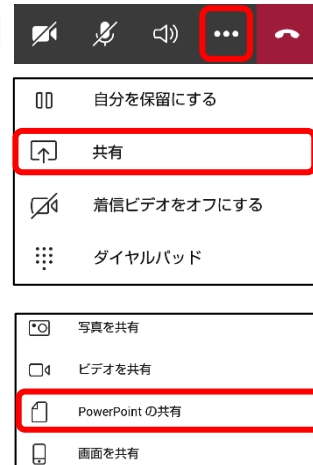 自分を保留にする
共有
着信ビデオをオフにする
ダイヤルパッド
写真を共有
ビデオを共有
PowerPoint の共有
画面を共有